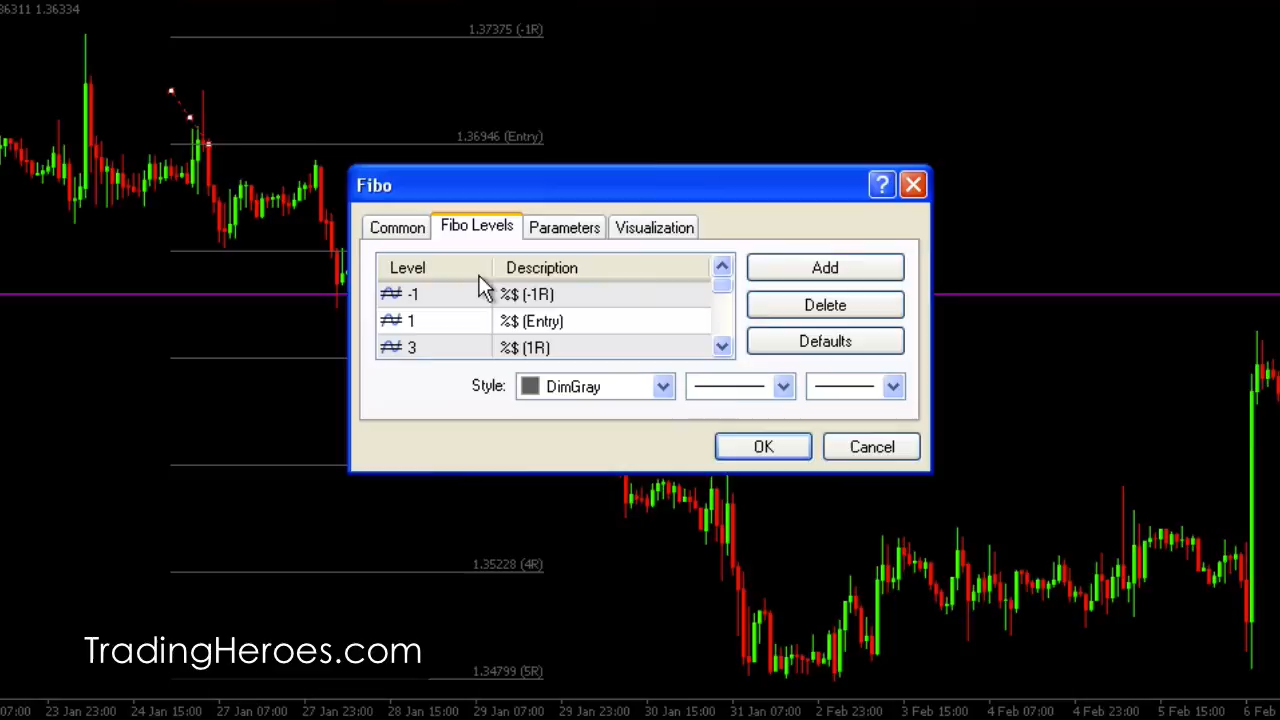 36311 1.36334
1.37375 (-1R)
1.36946 (Entry)
Fibo
Common
Fibo Levels
Parameters
Visualization
Level Description
-1 %$ (-1R)
1 %$ (Entry)
3 %$ (1R)
Add
Delete
Defaults
Style: DimGray
OK
Cancel
1.35228 (4R)
TradingHeroes.com
1.34799 (5R)
07:00 23 Jan 23:00 24 Jan 15:00 27 Jan 07:00 27 Jan 23:00 28 Jan 15:00 29 Jan 07:00 29 Jan 23:00 30 Jan 15:00 31 Jan 07:00 2 Feb 23:00 3 Feb 15:00 4 Feb 07:00 4 Feb 23:00 5 Feb 15:00 6 Feb